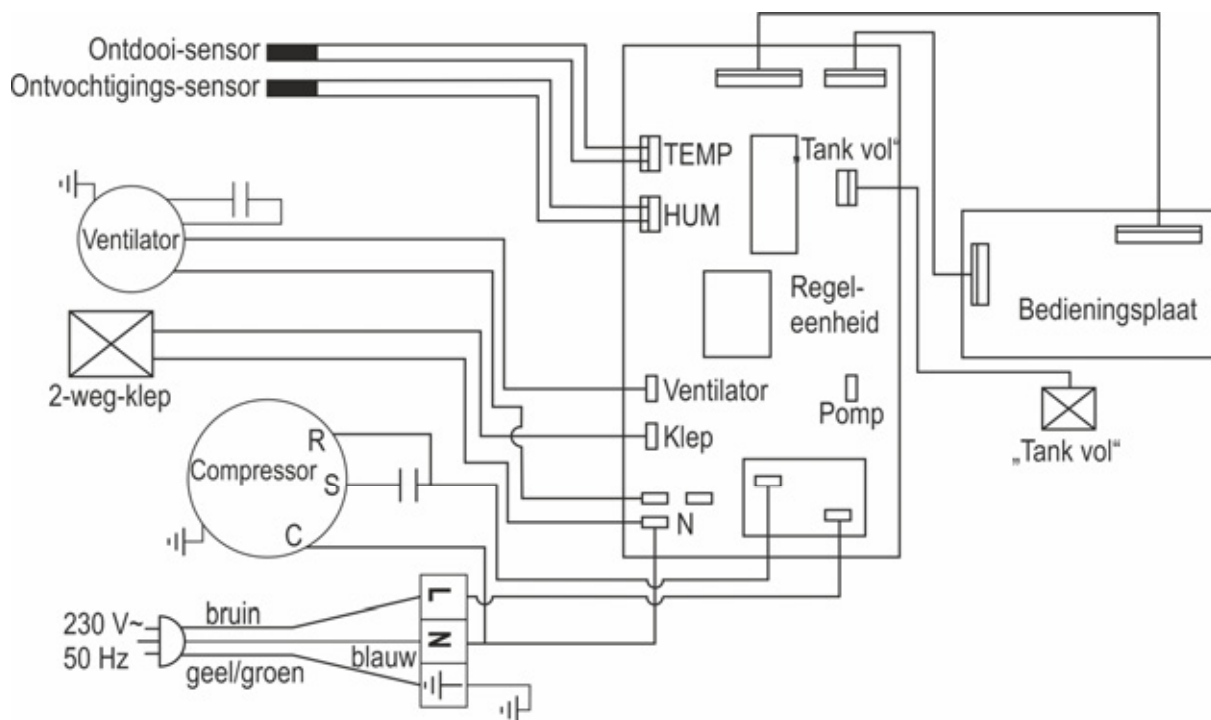 Ontdooi-sensor
Ontvochtigings-sensor
TEMP
„Tank vol“
HUM
Ventilator
Regel-
eenheid
Bedieningsplaat
2-weg-klep
Ventilator
Pomp
Klep
„Tank vol“
R
Compressor
S
C
N
L
bruin
230 V~
50 Hz
N
blauw
geel/groen